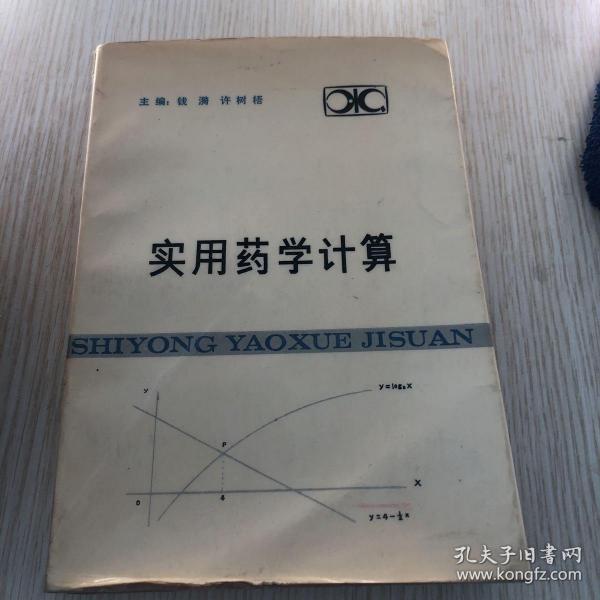 主编：钱漪 许树梧
实用药学计算
SHIYONG YAOXUE JISUAN
y
y=log₂x
P
x
0
4
y=4-½x
孔夫子旧书网
www.kongfz.com